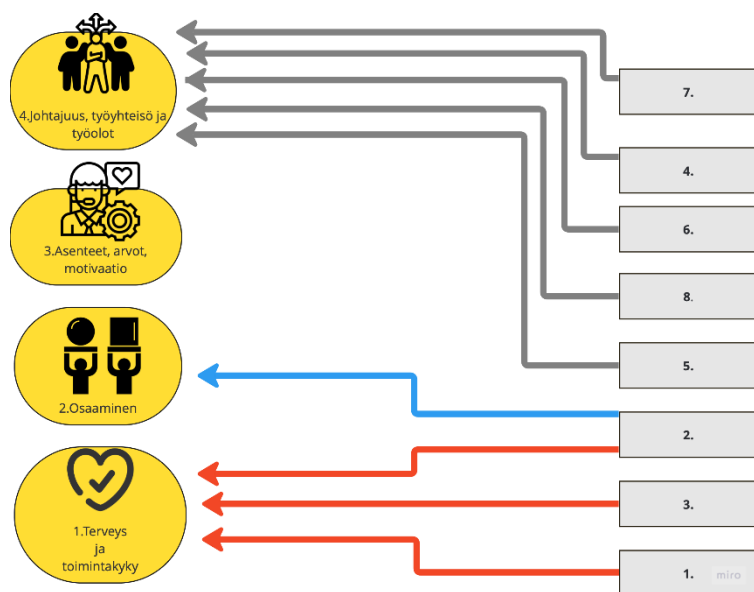 4.Johtajuus, työyhteisö ja
työolot
3.Asenteet, arvot,
motivaatio
2.Osaaminen
1.Terveys
ja
toimintakyky
7.
4.
6.
8.
5.
2.
3.
1.
miro